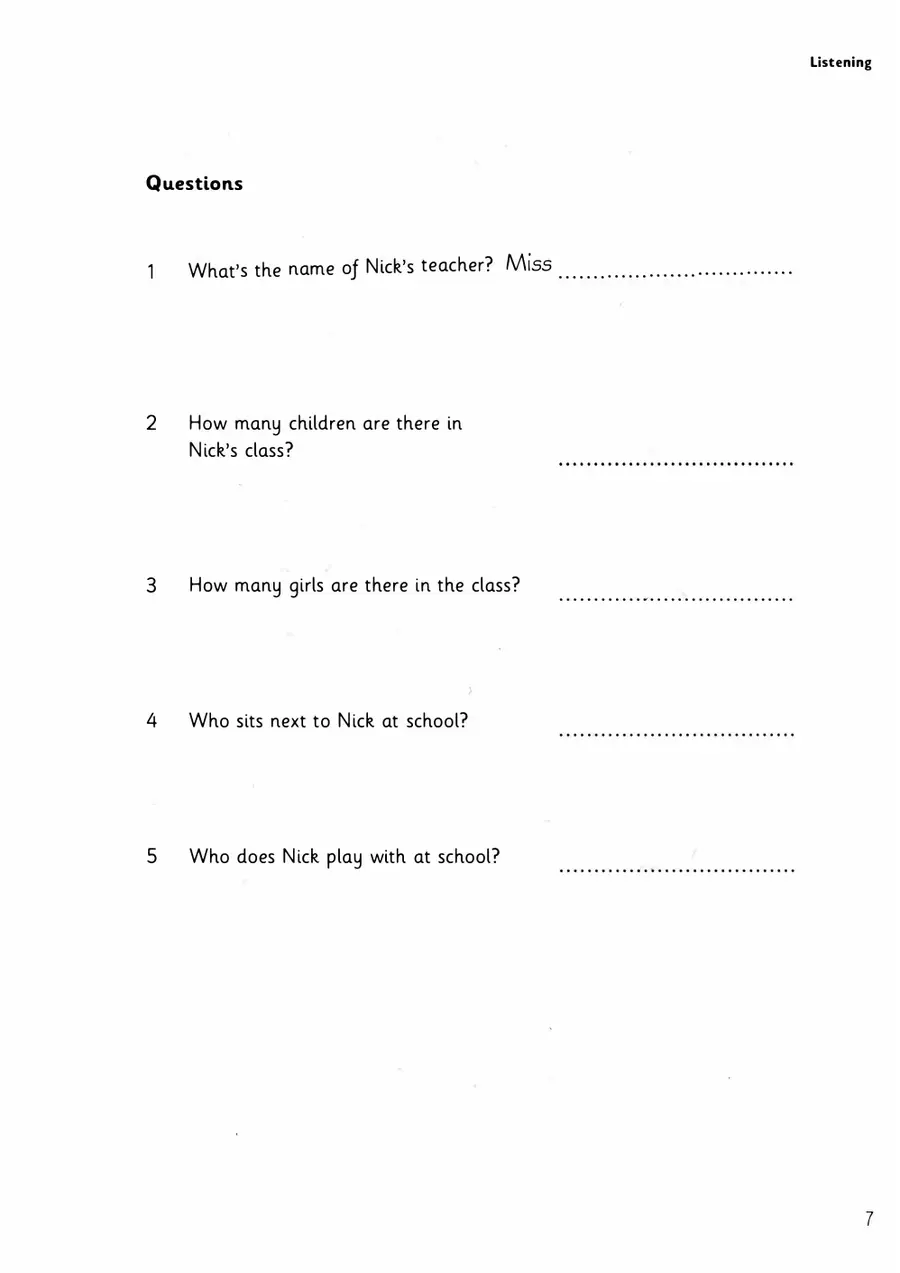 Listening
Questions
1 What's the name of Nick's teacher? Miss ..................................
2 How many children are there in
Nick's class? ..................................
3 How many girls are there in the class? ..................................
4 Who sits next to Nick at school? ..................................
5 Who does Nick play with at school? ..................................
7